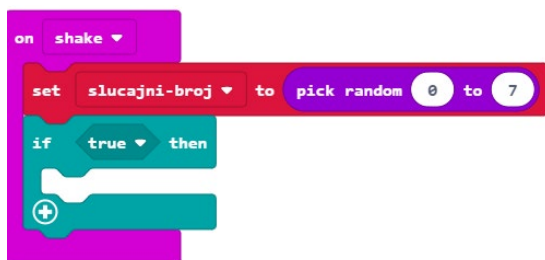 on shake
set slucajni-broj to pick random 0 to 7
if true then